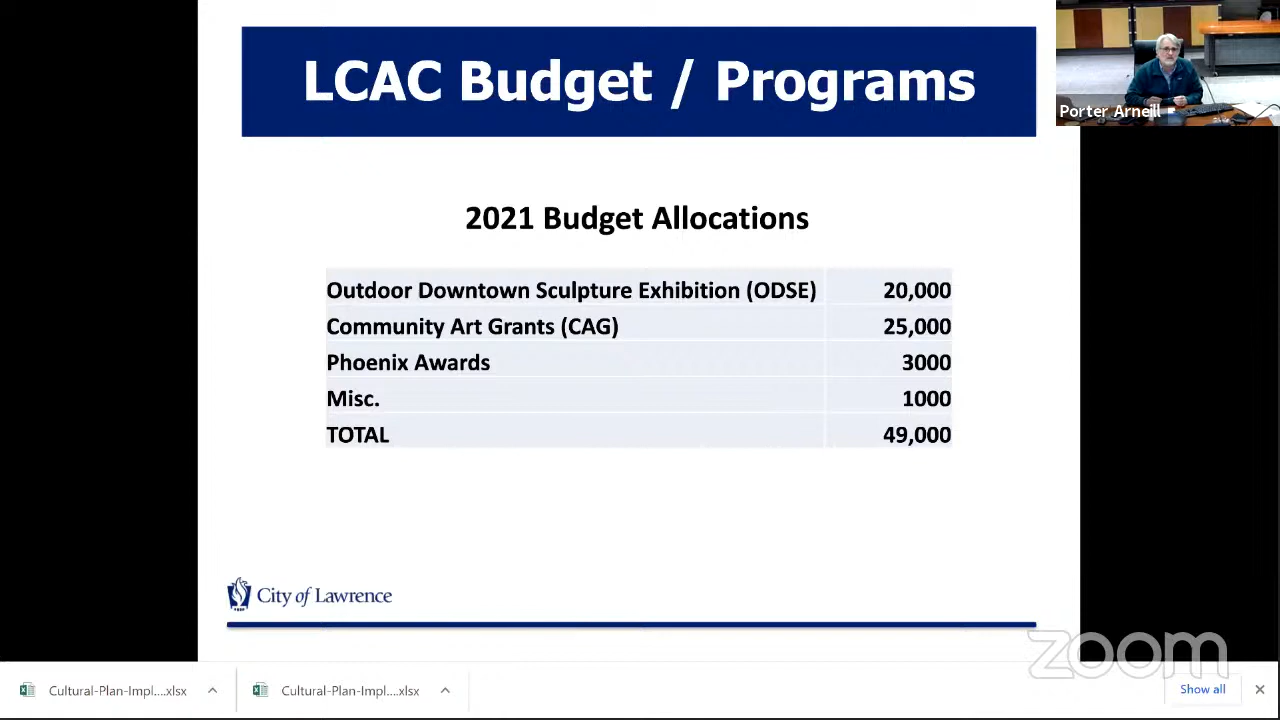 LCAC Budget / Programs
Porter Arneill
2021 Budget Allocations
Outdoor Downtown Sculpture Exhibition (ODSE) 20,000
Community Art Grants (CAG) 25,000
Phoenix Awards 3000
Misc. 1000
TOTAL 49,000
City of Lawrence
zoom
Cultural-Plan-Impl....xlsx
Cultural-Plan-Impl....xlsx
Show all